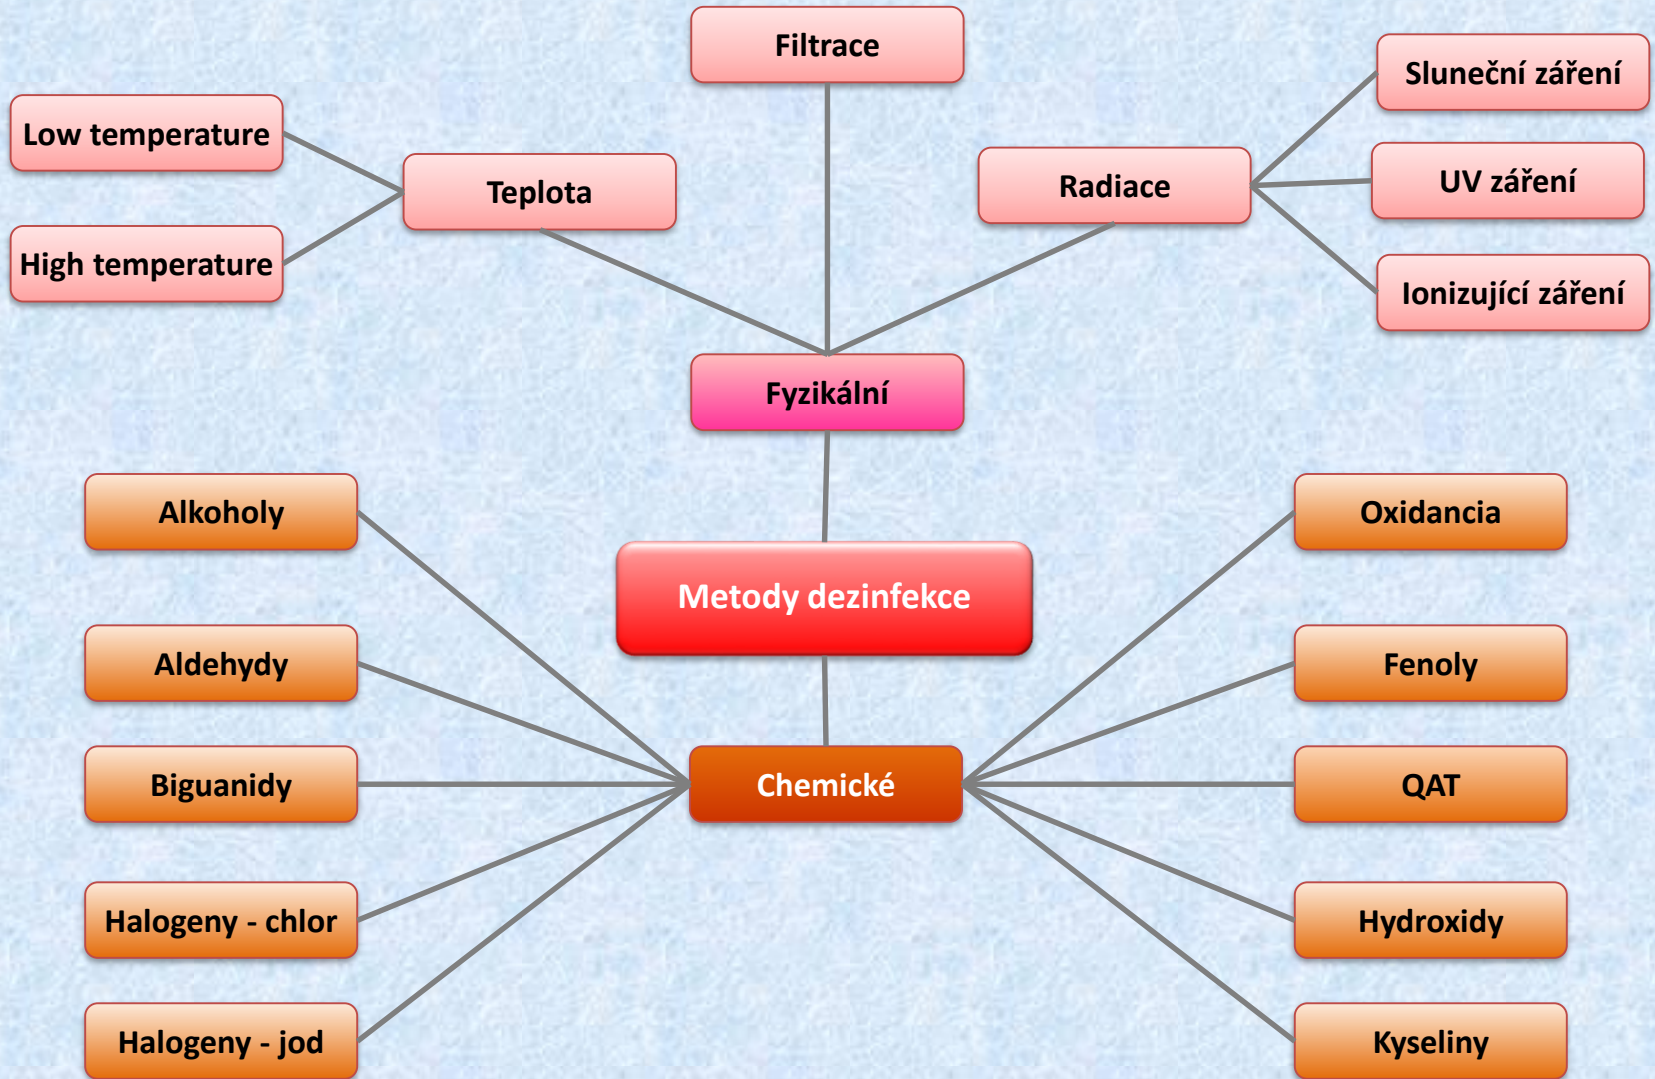 Filtrace
Sluneční záření
Low temperature
Teplota
Radiace
UV záření
High temperature
Ionizující záření
Fyzikální
Alkoholy
Oxidancia
Metody dezinfekce
Aldehydy
Fenoly
Biguanidy
Chemické
QAT
Halogeny - chlor
Hydroxidy
Halogeny - jod
Kyseliny